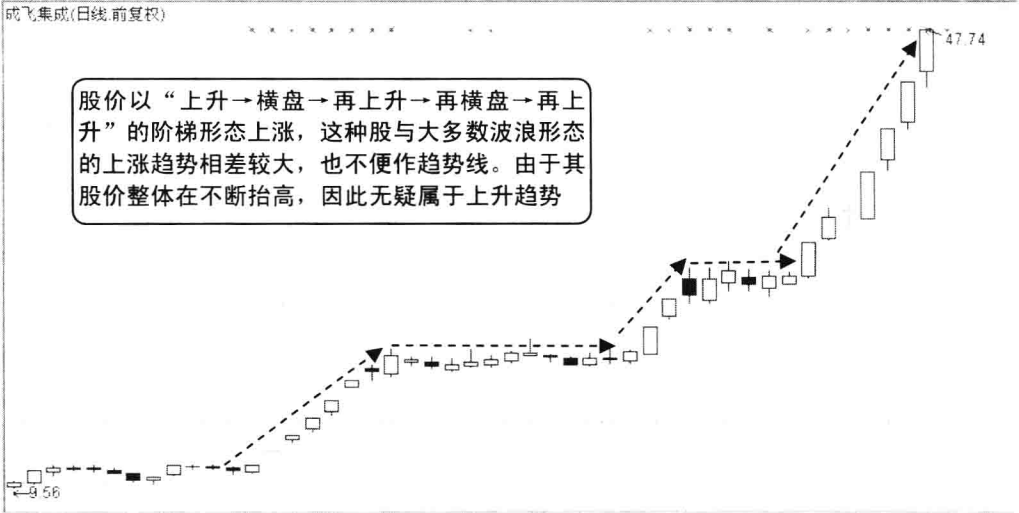 成飞集成(日线.前复权)
47.74
股价以“上升→横盘→再上升→再横盘→再上
升”的阶梯形态上涨，这种股与大多数波浪形态
的上涨趋势相差较大，也不便作趋势线。由于其
股价整体在不断抬高，因此无疑属于上升趋势
←9.56